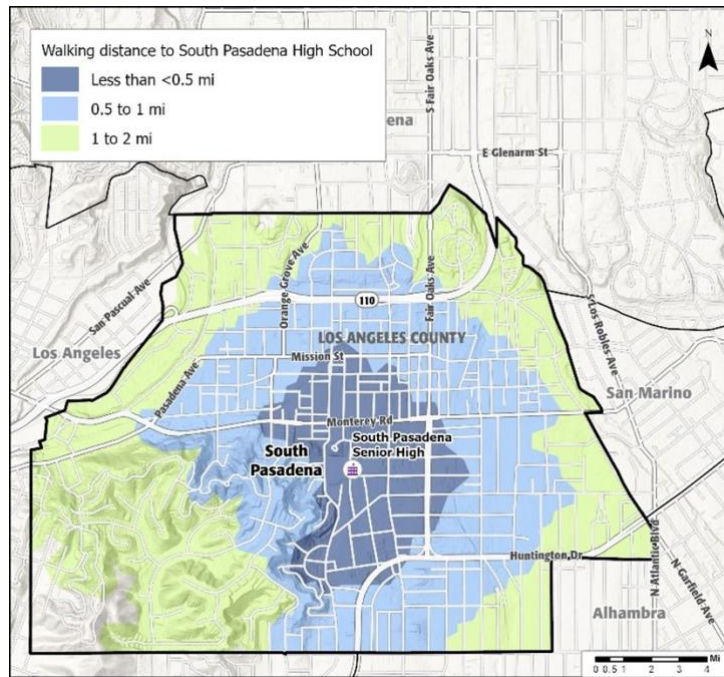 Walking distance to South Pasadena High School
Less than <0.5 mi
0.5 to 1 mi
1 to 2 mi
N
ena
S Fair Oaks Ave
E Glenarm St
Orange Grove Ave
Fair Oaks Ave
San Pascual Ave
110
S Los Robles Ave
LOS ANGELES COUNTY
Los Angeles
Mission St
Pasadena Ave
San Marino
Monterey Rd
South Pasadena
Senior High
South
Pasadena
Huntington Dr
N Atlantic Blvd
N Garfield Ave
Alhambra
Mi
0 0.5 1 2 3 4